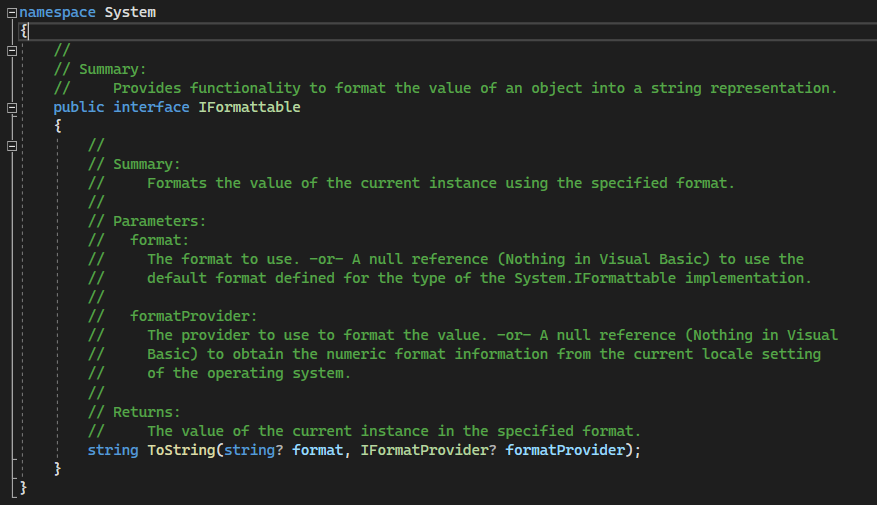 namespace System
{
    //
    // Summary:
    //     Provides functionality to format the value of an object into a string representation.
    public interface IFormattable
    {
        //
        // Summary:
        //     Formats the value of the current instance using the specified format.
        //
        // Parameters:
        //   format:
        //     The format to use. -or- A null reference (Nothing in Visual Basic) to use the
        //     default format defined for the type of the System.IFormattable implementation.
        //
        //   formatProvider:
        //     The provider to use to format the value. -or- A null reference (Nothing in Visual
        //     Basic) to obtain the numeric format information from the current locale setting
        //     of the operating system.
        //
        // Returns:
        //     The value of the current instance in the specified format.
        string ToString(string? format, IFormatProvider? formatProvider);
    }
}